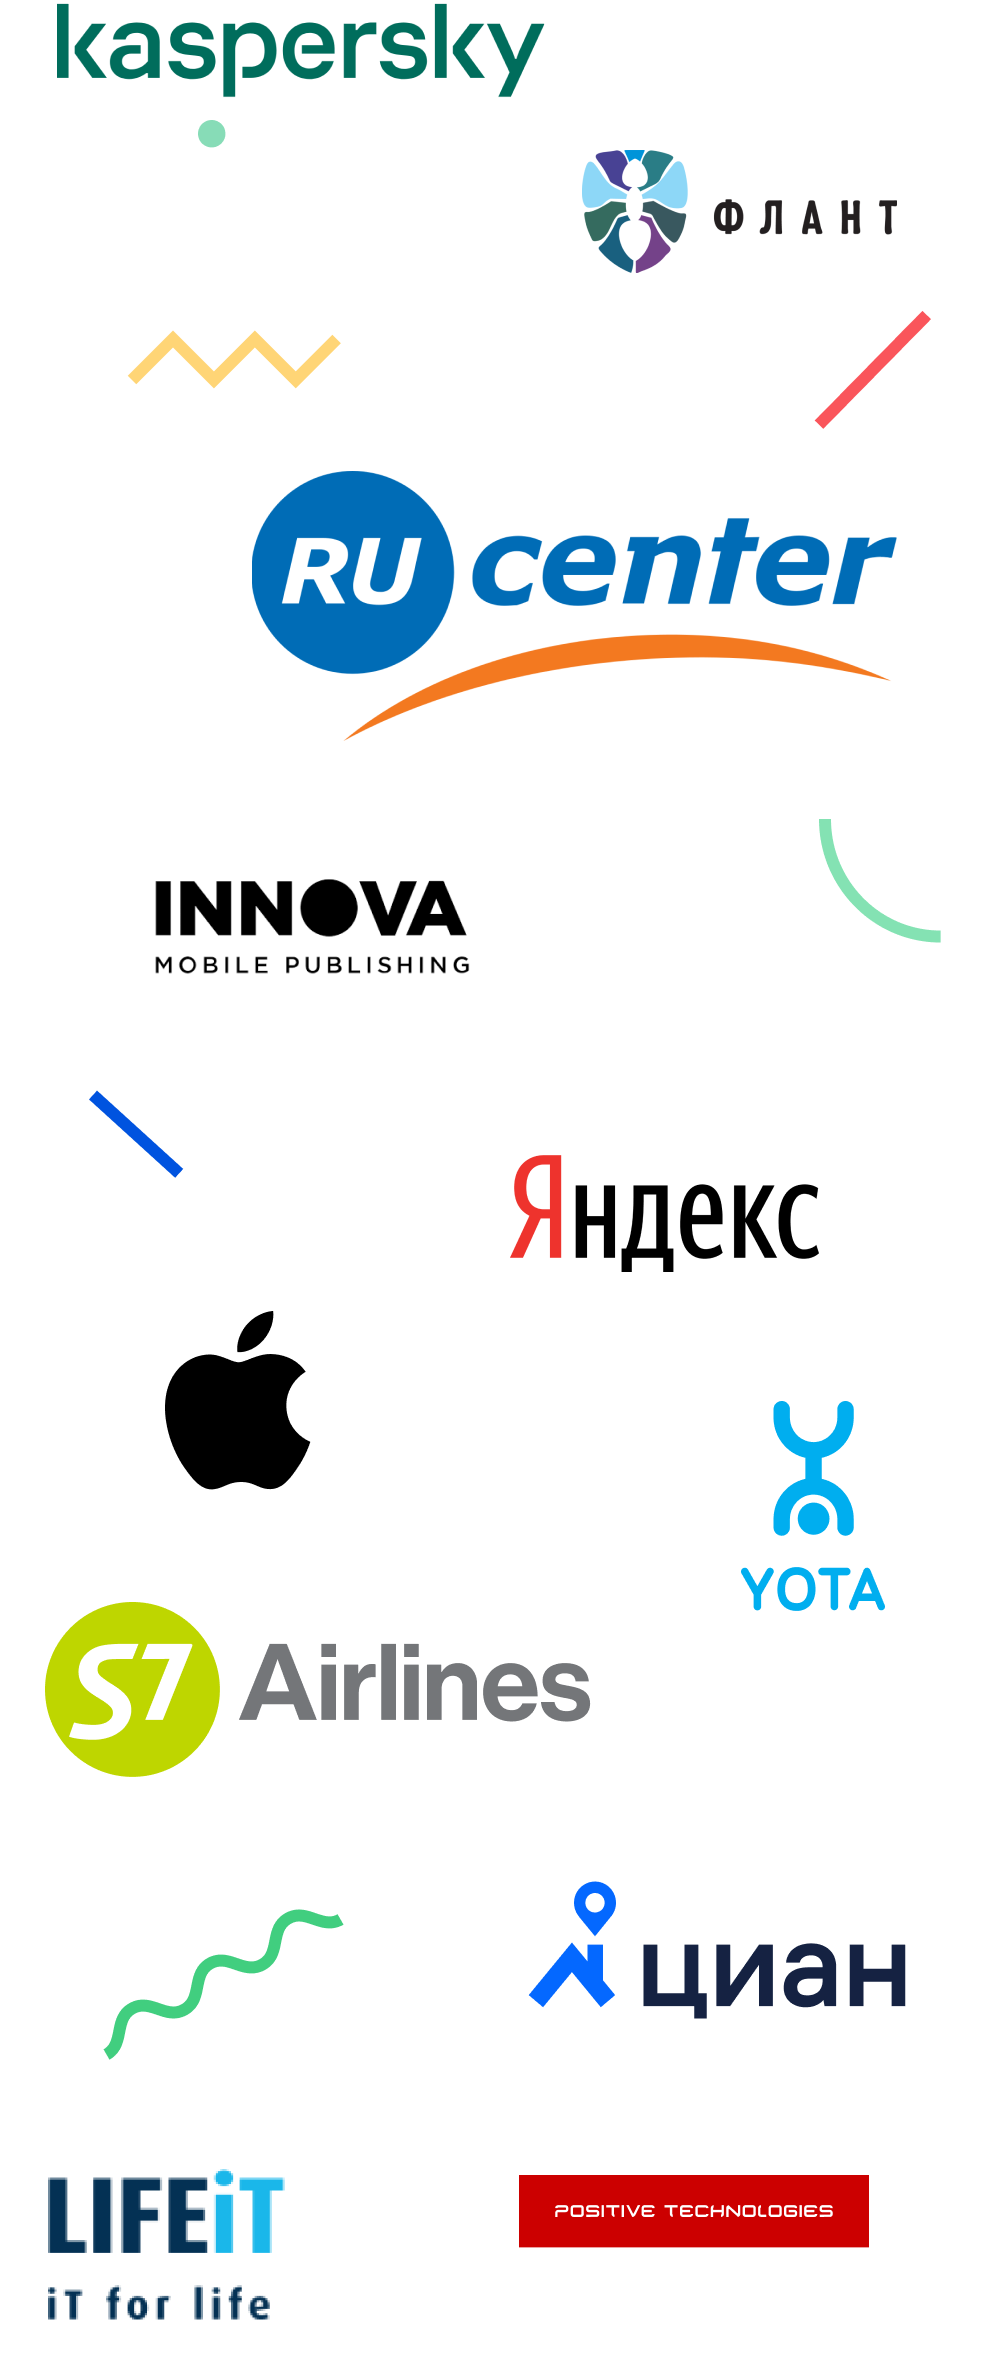 kaspersky
ФЛАНТ
RU center
INNOVA
MOBILE PUBLISHING
Яндекс
YOTA
S7 Airlines
циан
LIFEiT
iT for life
POSITIVE TECHNOLOGIES